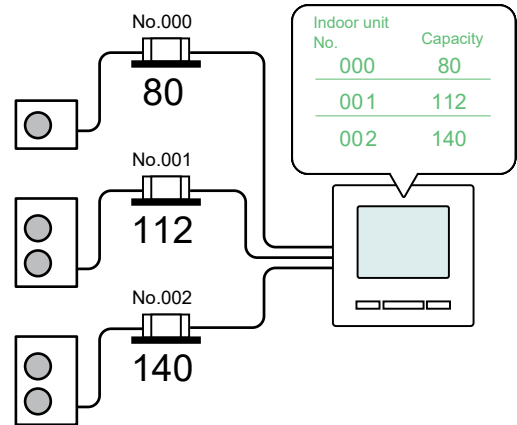 No.000
80
No.001
112
No.002
140
Indoor unit
No. Capacity
000 80
001 112
002 140